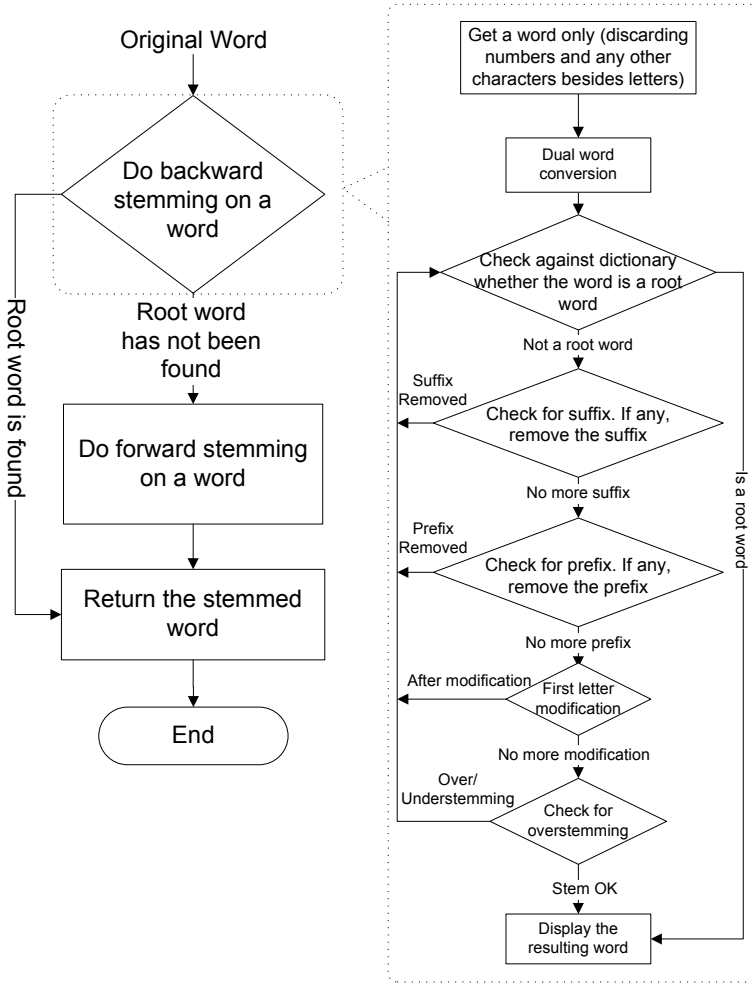 Original Word
Do backward
stemming on a
word
Root word
has not been
found
Root word is found
Do forward stemming
on a word
Return the stemmed
word
End
Get a word only (discarding
numbers and any other
characters besides letters)
Dual word
conversion
Check against dictionary
whether the word is a root
word
Not a root word
Suffix
Removed
Check for suffix. If any,
remove the suffix
No more suffix
Is a root word
Prefix
Removed
Check for prefix. If any,
remove the prefix
No more prefix
After modification
First letter
modification
No more modification
Over/
Understemming
Check for
overstemming
Stem OK
Display the
resulting word